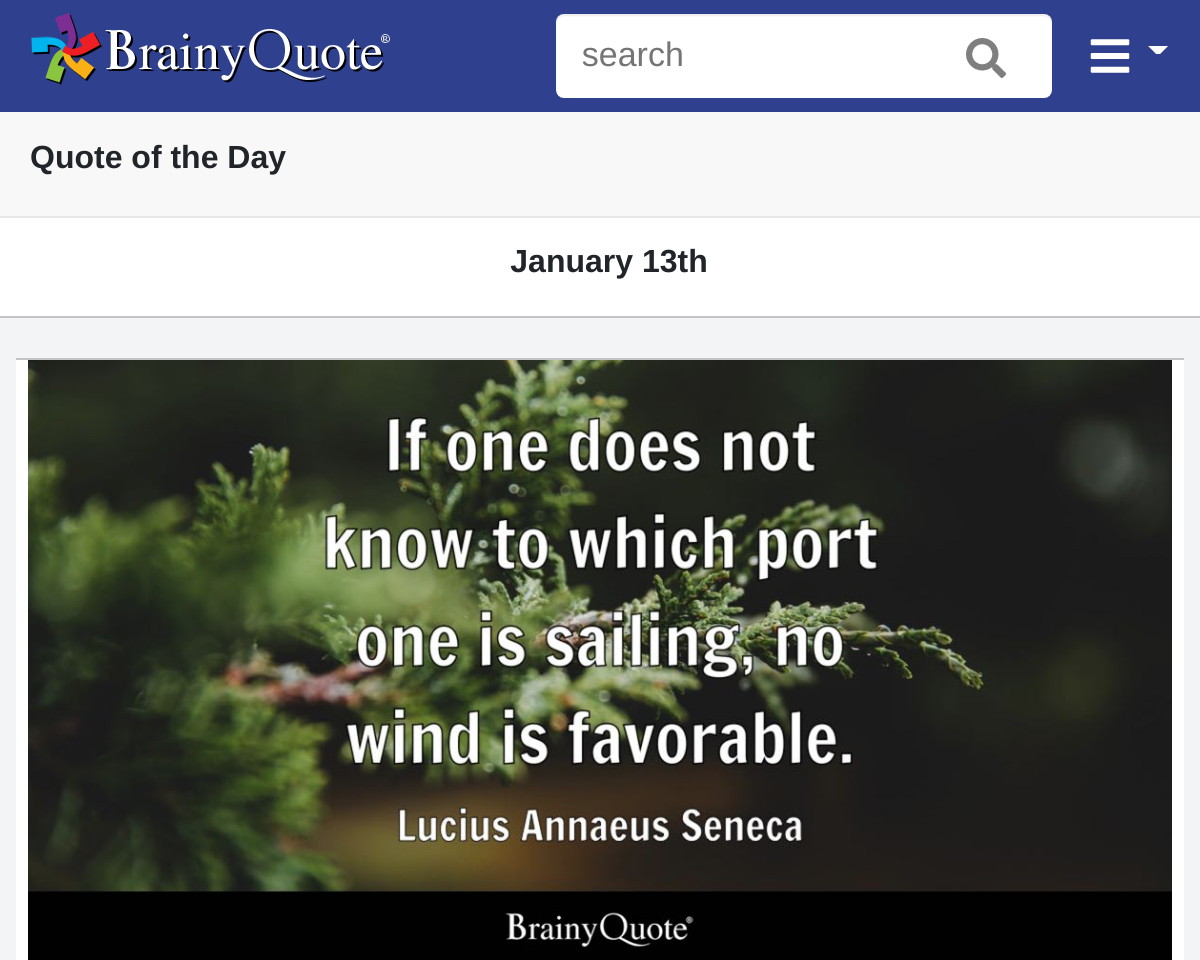 BrainyQuote®
search
Quote of the Day
January 13th
If one does not
know to which port
one is sailing, no
wind is favorable.
Lucius Annaeus Seneca
BrainyQuote®